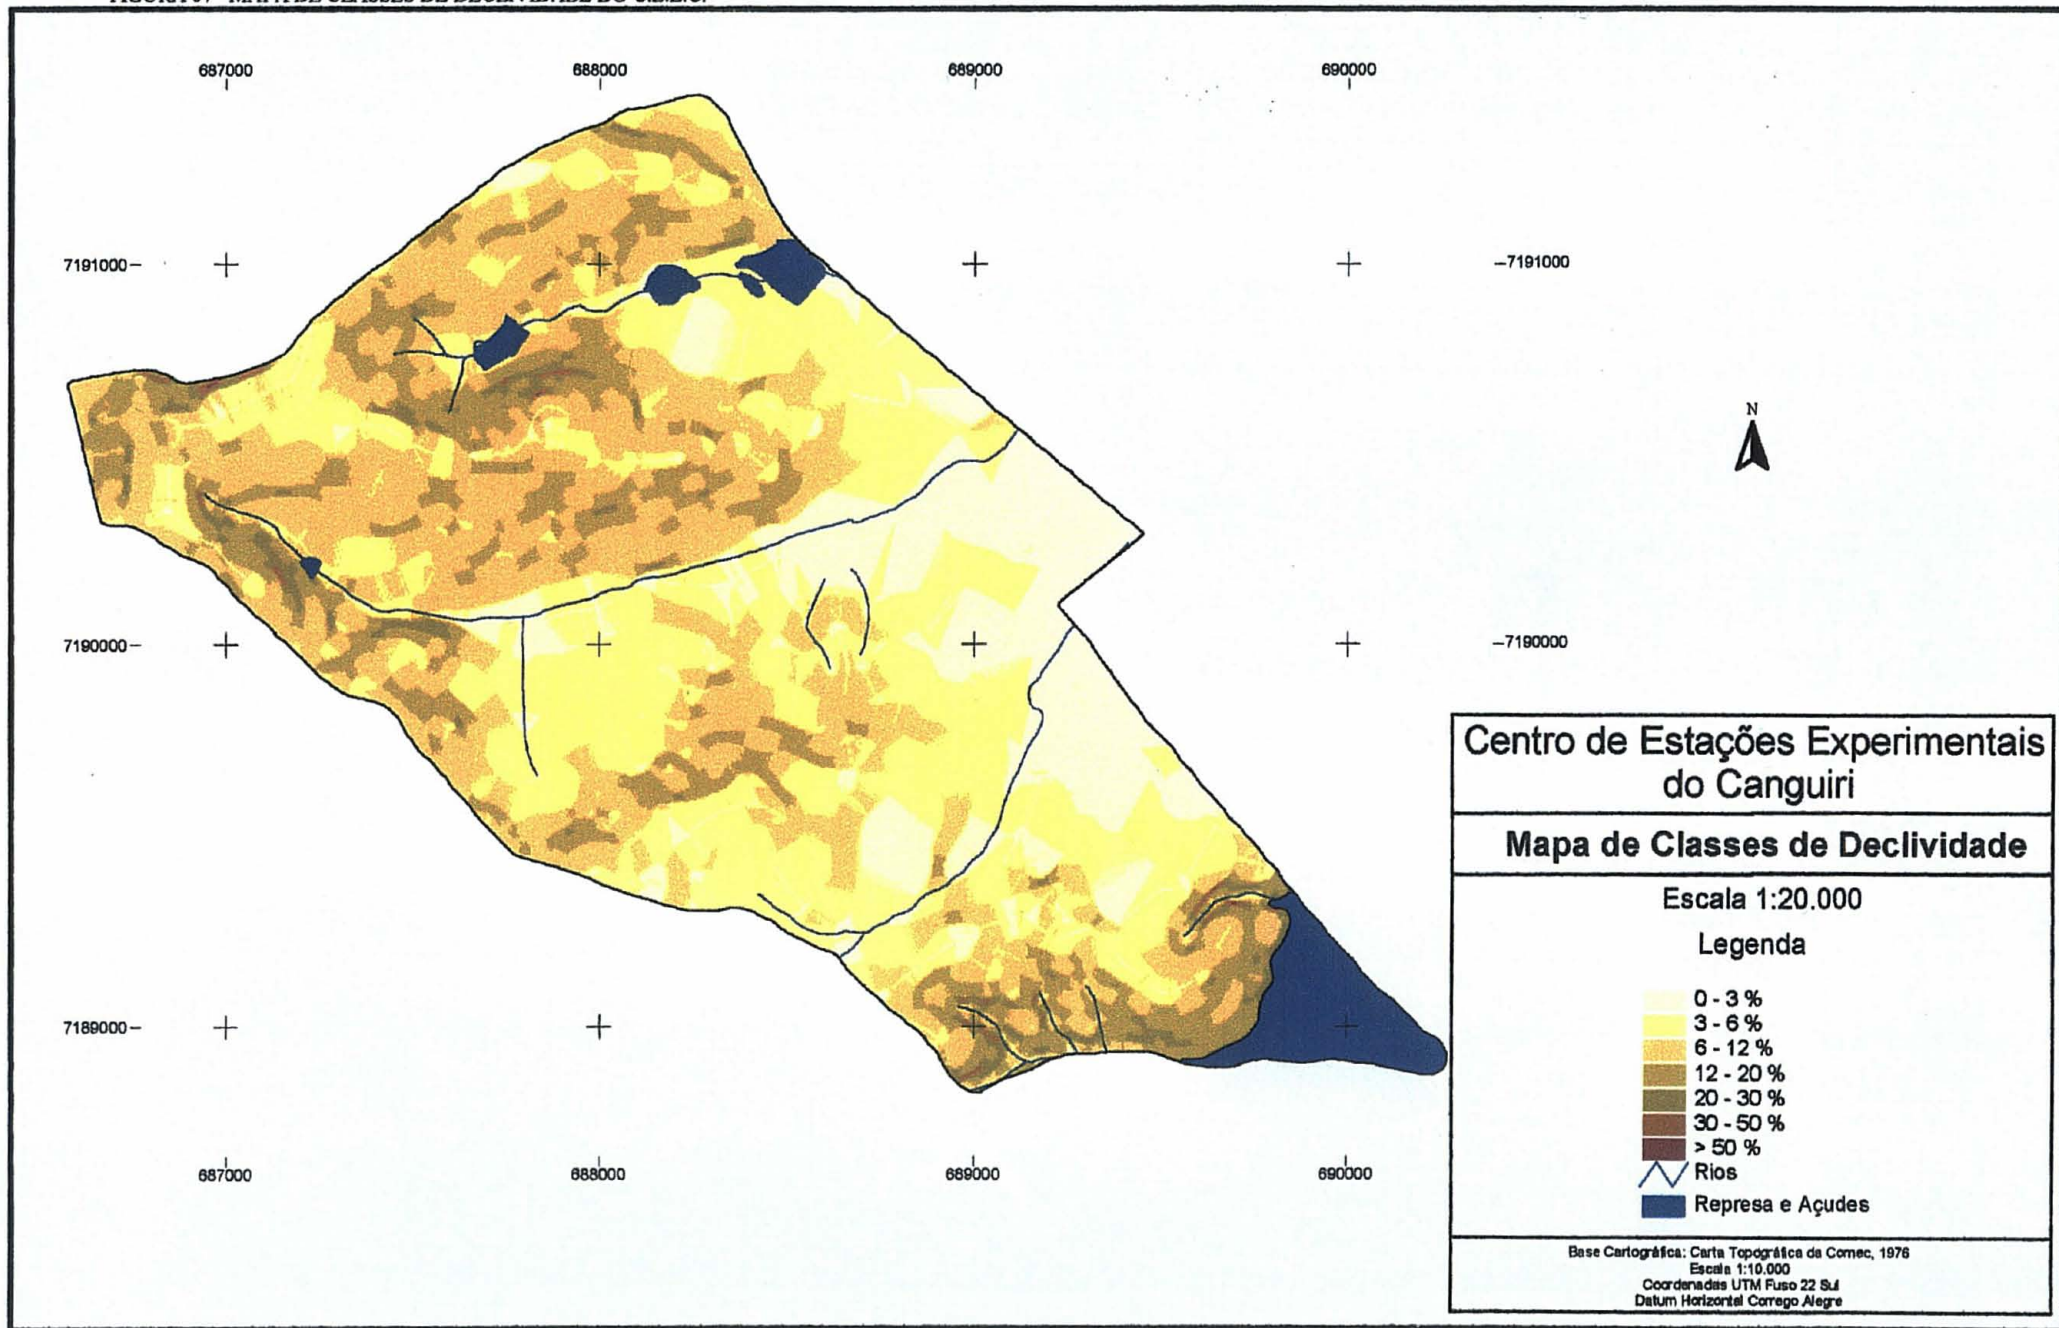 687000 688000 689000 690000
7191000 7191000
N
7190000 7190000
Centro de Estações Experimentais
do Canguiri
Mapa de Classes de Declividade
Escala 1:20.000
Legenda
0 - 3 %
3 - 6 %
6 - 12 %
12 - 20 %
20 - 30 %
30 - 50 %
> 50 %
Rios
Represa e Açudes
7189000
687000 688000 689000 690000
Base Cartográfica: Carta Topográfica da Comec, 1976
Escala 1:10.000
Coordenadas UTM Fuso 22 Sul
Datum Horizontal Corrego Alegre